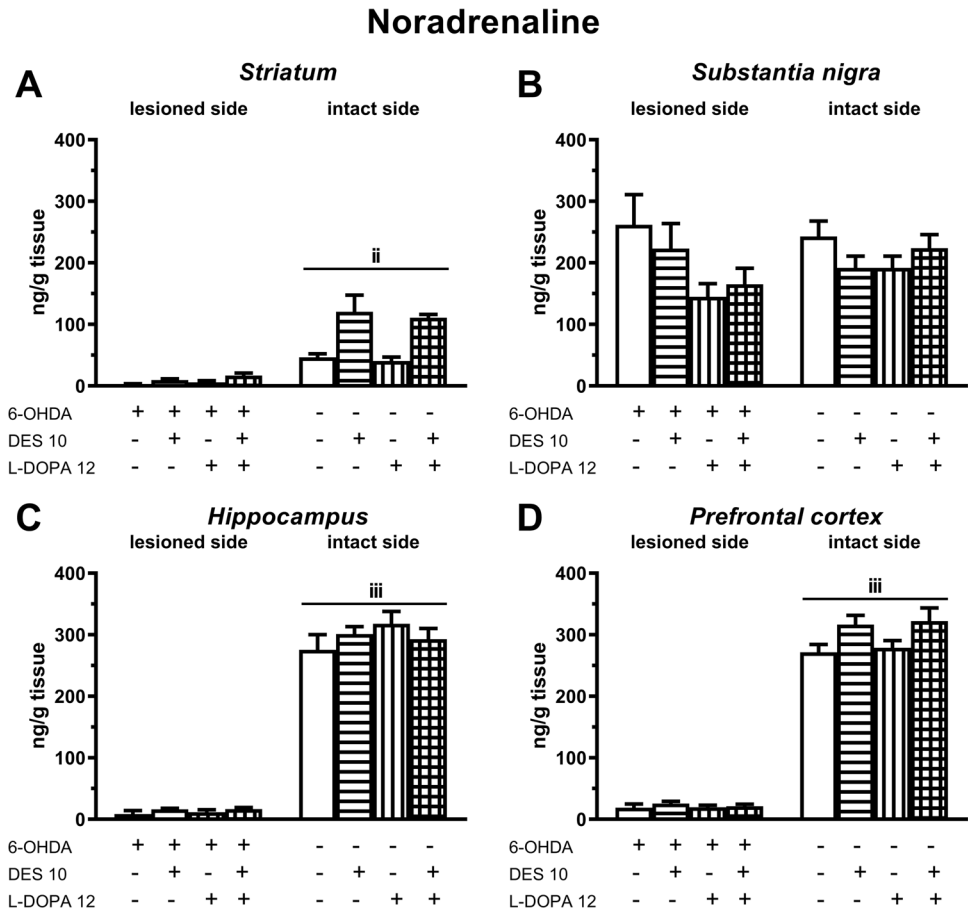 Noradrenaline
A
Striatum
lesioned side intact side
400
300
200
100
0
ng/g tissue
ii
6-OHDA + + + + - - - -
DES 10 - + - + - + - +
L-DOPA 12 - - + + - - + +
B
Substantia nigra
lesioned side intact side
400
300
200
100
0
ng/g tissue
6-OHDA + + + + - - - -
DES 10 - + - + - + - +
L-DOPA 12 - - + + - - + +
C
Hippocampus
lesioned side intact side
400
300
200
100
0
ng/g tissue
iii
6-OHDA + + + + - - - -
DES 10 - + - + - + - +
L-DOPA 12 - - + + - - + +
D
Prefrontal cortex
lesioned side intact side
400
300
200
100
0
ng/g tissue
iii
6-OHDA + + + + - - - -
DES 10 - + - + - + - +
L-DOPA 12 - - + + - - + +